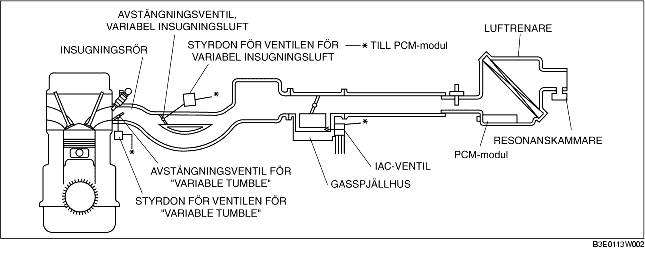 AVSTÄNGNINGSVENTIL,
VARIABEL INSUGNINGSLUFT
LUFTRENARE
INSUGNINGSRÖR
STYRDON FÖR VENTILEN FÖR
VARIABEL INSUGNINGSLUFT
* TILL PCM-modul
*
*
*
RESONANSKAMMARE
PCM-modul
IAC-VENTIL
AVSTÄNGNINGSVENTIL FÖR
"VARIABLE TUMBLE"
GASSPJÄLLHUS
STYRDON FÖR VENTILEN FÖR
"VARIABLE TUMBLE"
B3E0113W002